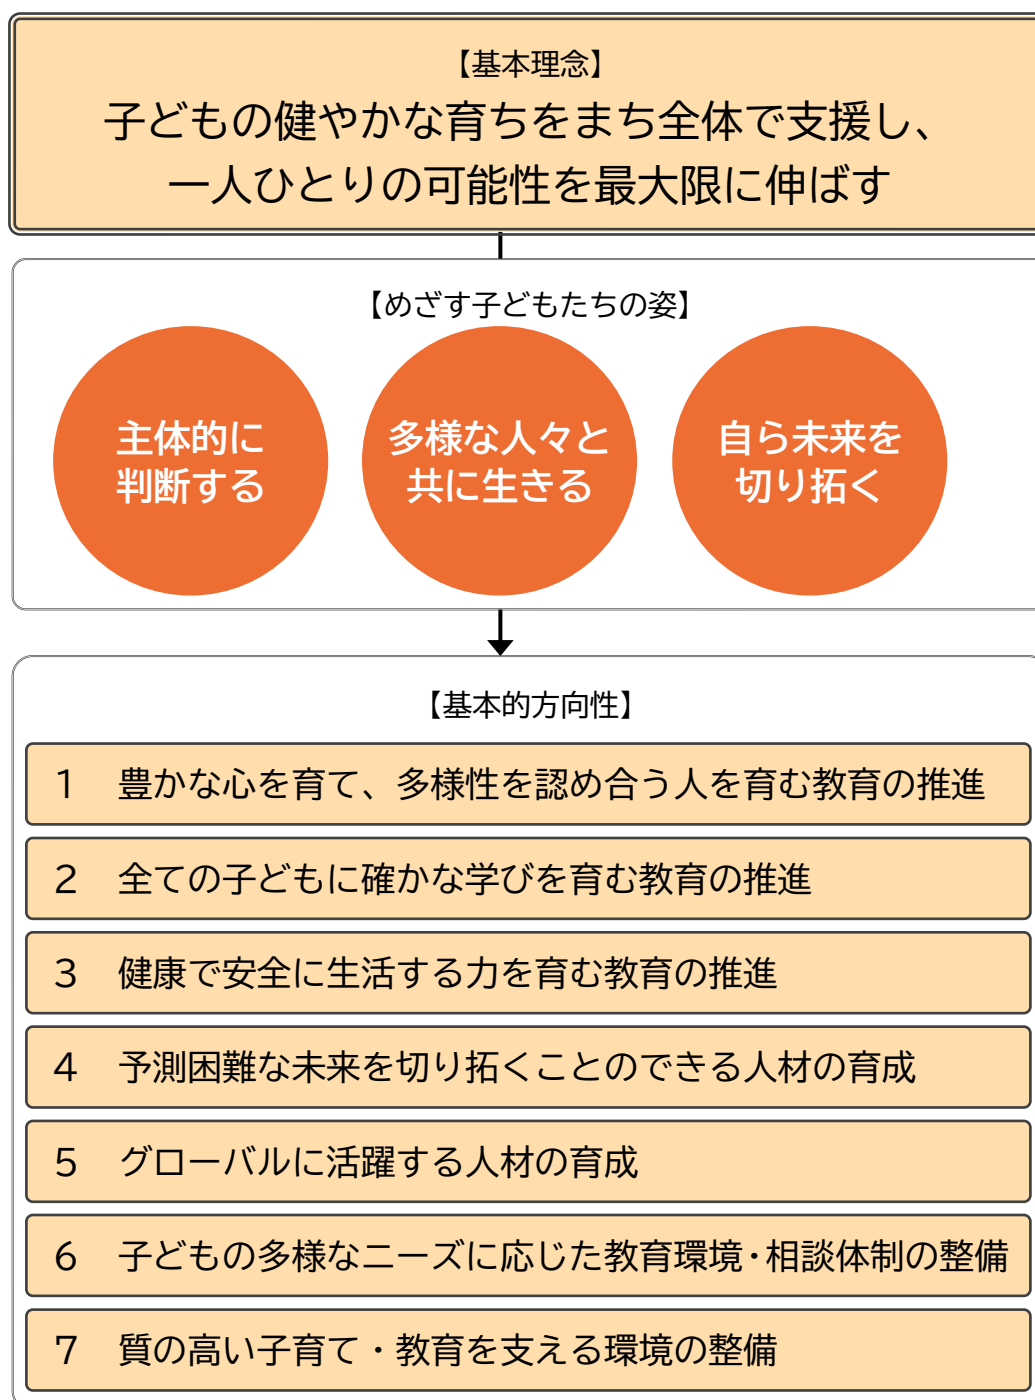 【基本理念】
子どもの健やかな育ちをまち全体で支援し、
一人ひとりの可能性を最大限に伸ばす
【めざす子どもたちの姿】
主体的に
判断する
多様な人々と
共に生きる
自ら未来を
切り拓く
【基本的方向性】
1　豊かな心を育て、多様性を認め合う人を育む教育の推進
2　全ての子どもに確かな学びを育む教育の推進
3　健康で安全に生活する力を育む教育の推進
4　予測困難な未来を切り拓くことのできる人材の育成
5　グローバルに活躍する人材の育成
6　子どもの多様なニーズに応じた教育環境・相談体制の整備
7　質の高い子育て・教育を支える環境の整備